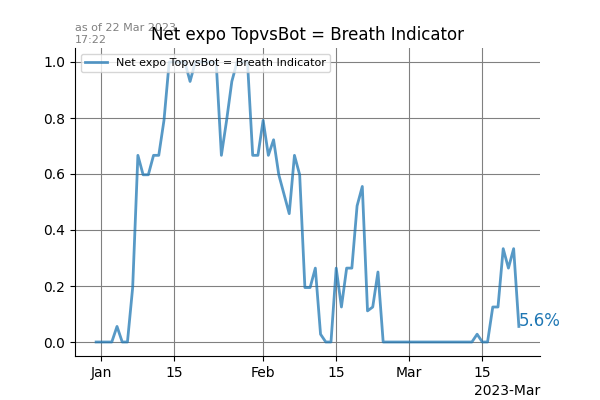 as of 22 Mar 2023
17:22
Net expo TopvsBot = Breath Indicator
Net expo TopvsBot = Breath Indicator
1.0
0.8
0.6
0.4
0.2
0.0
5.6%
Jan 15 Feb 15 Mar 15
2023-Mar